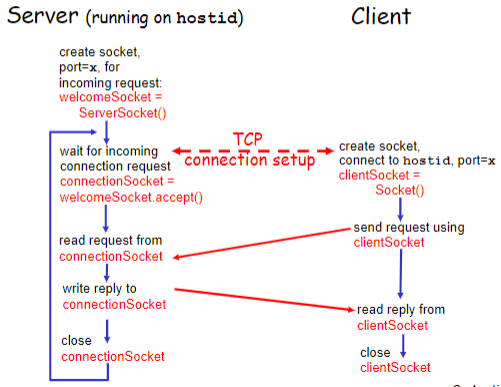 Server (running on hostid)
Client
create socket,
port=x, for
incoming request:
welcomeSocket =
ServerSocket()
TCP
connection setup
wait for incoming
connection request
connectionSocket =
welcomeSocket.accept()
create socket,
connect to hostid, port=x
clientSocket =
Socket()
send request using
clientSocket
read request from
connectionSocket
write reply to
connectionSocket
read reply from
clientSocket
close
connectionSocket
close
clientSocket